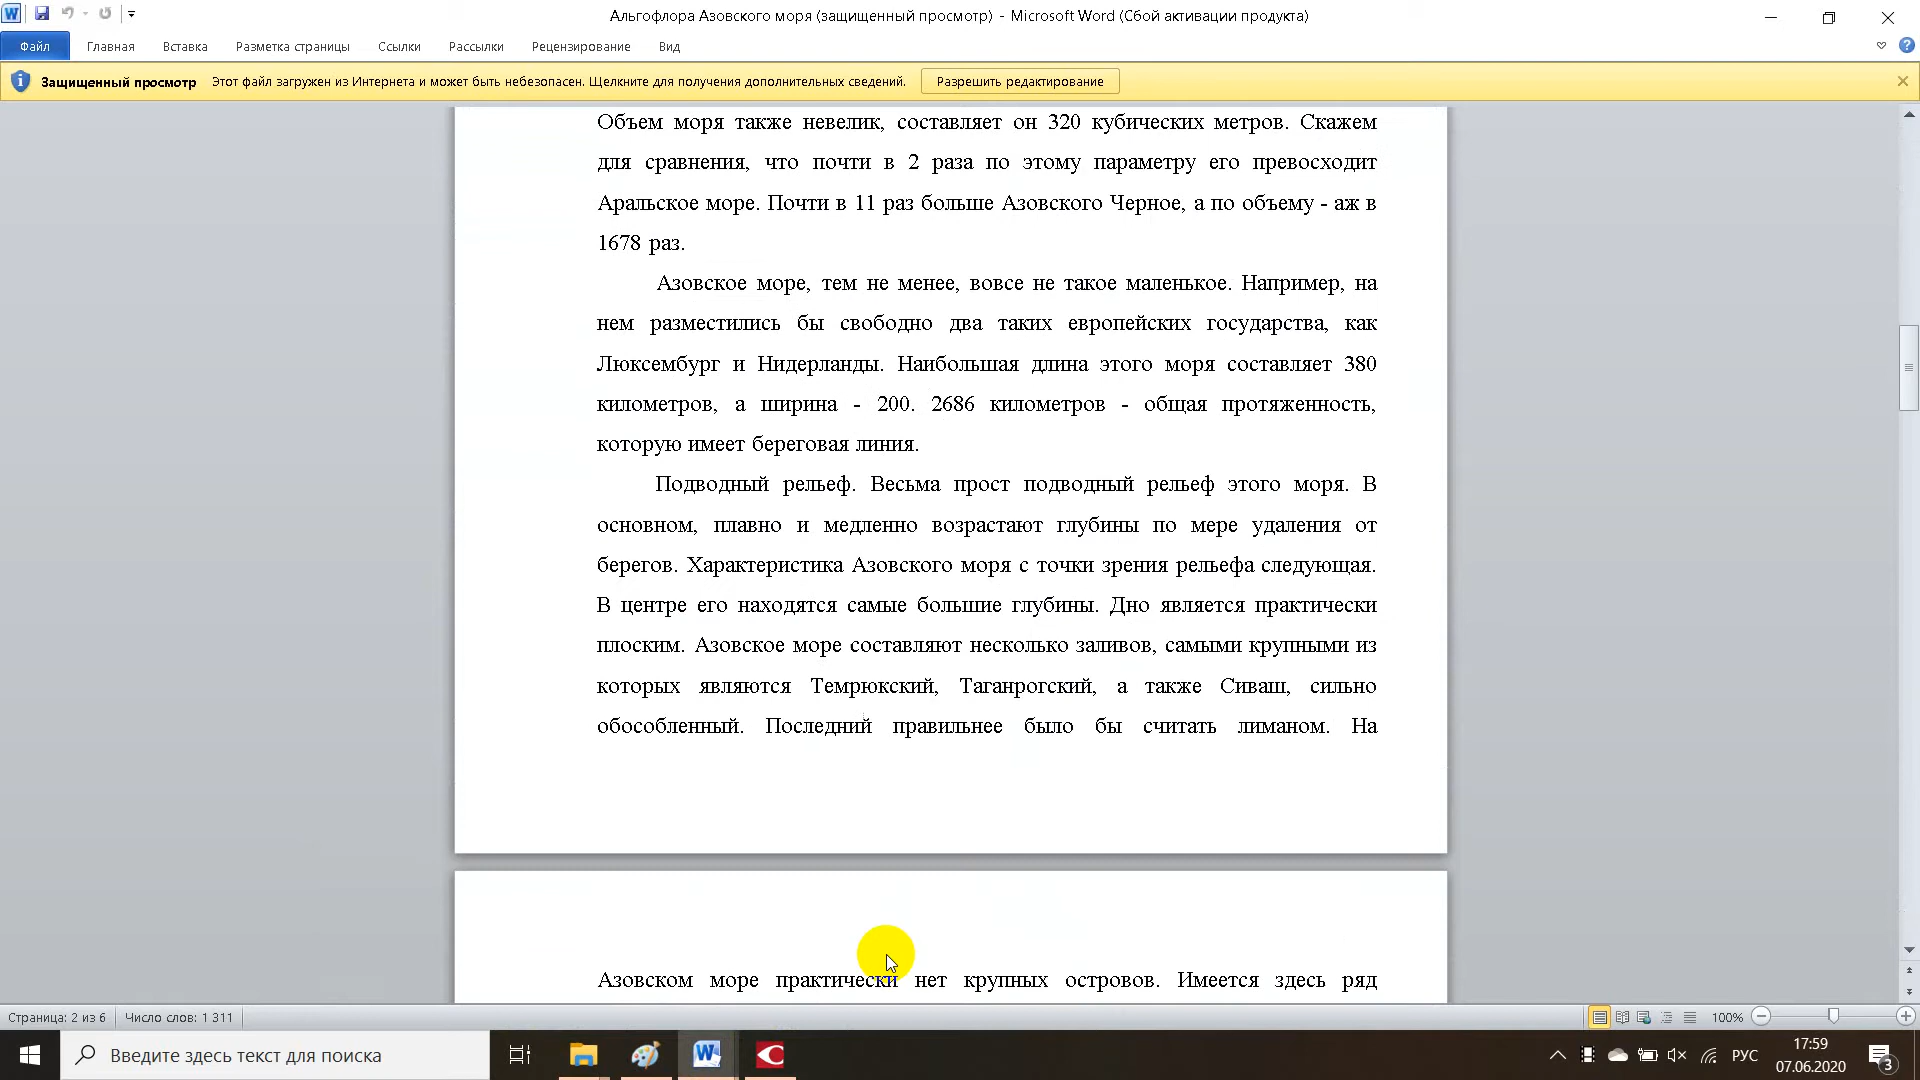 Альгофлора Азовского моря (защищенный просмотр) - Microsoft Word (Сбой активации продукта)
Файл Главная Вставка Разметка страницы Ссылки Рассылки Рецензирование Вид
Защищенный просмотр Этот файл загружен из Интернета и может быть небезопасен. Щелкните для получения дополнительных сведений. Разрешить редактирование
Объем моря также невелик, составляет он 320 кубических метров. Скажем
для сравнения, что почти в 2 раза по этому параметру его превосходит
Аральское море. Почти в 11 раз больше Азовского Черное, а по объему - аж в
1678 раз.
Азовское море, тем не менее, вовсе не такое маленькое. Например, на
нем разместились бы свободно два таких европейских государства, как
Люксембург и Нидерланды. Наибольшая длина этого моря составляет 380
километров, а ширина - 200. 2686 километров - общая протяженность,
которую имеет береговая линия.
Подводный рельеф. Весьма прост подводный рельеф этого моря. В
основном, плавно и медленно возрастают глубины по мере удаления от
берегов. Характеристика Азовского моря с точки зрения рельефа следующая.
В центре его находятся самые большие глубины. Дно является практически
плоским. Азовское море составляют несколько заливов, самыми крупными из
которых являются Темрюкский, Таганрогский, а также Сиваш, сильно
обособленный. Последний правильнее было бы считать лиманом. На
Азовском море практически нет крупных островов. Имеется здесь ряд
Страница: 2 из 6 Число слов: 1 311 100%
Введите здесь текст для поиска РУС 17:59
07.06.2020 3